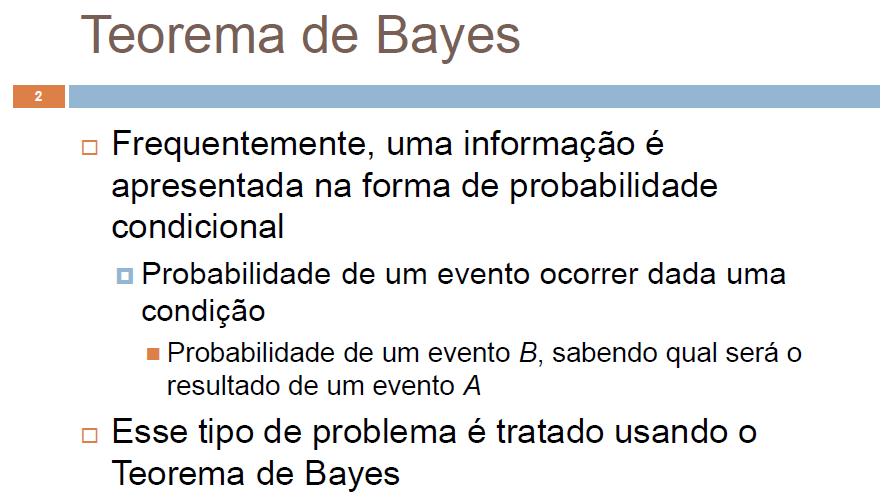 Teorema de Bayes
2
Frequentemente, uma informação é
apresentada na forma de probabilidade
condicional
Probabilidade de um evento ocorrer dada uma
condição
Probabilidade de um evento B, sabendo qual será o
resultado de um evento A
Esse tipo de problema é tratado usando o
Teorema de Bayes